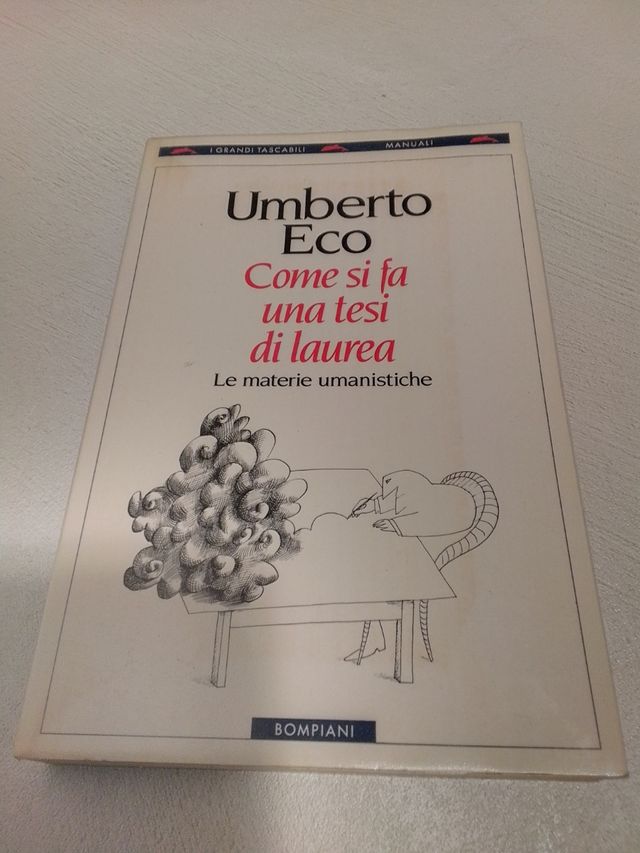 I GRANDI TASCABILI MANUALI
Umberto
Eco
Come si fa
una tesi
di laurea
Le materie umanistiche
BOMPIANI